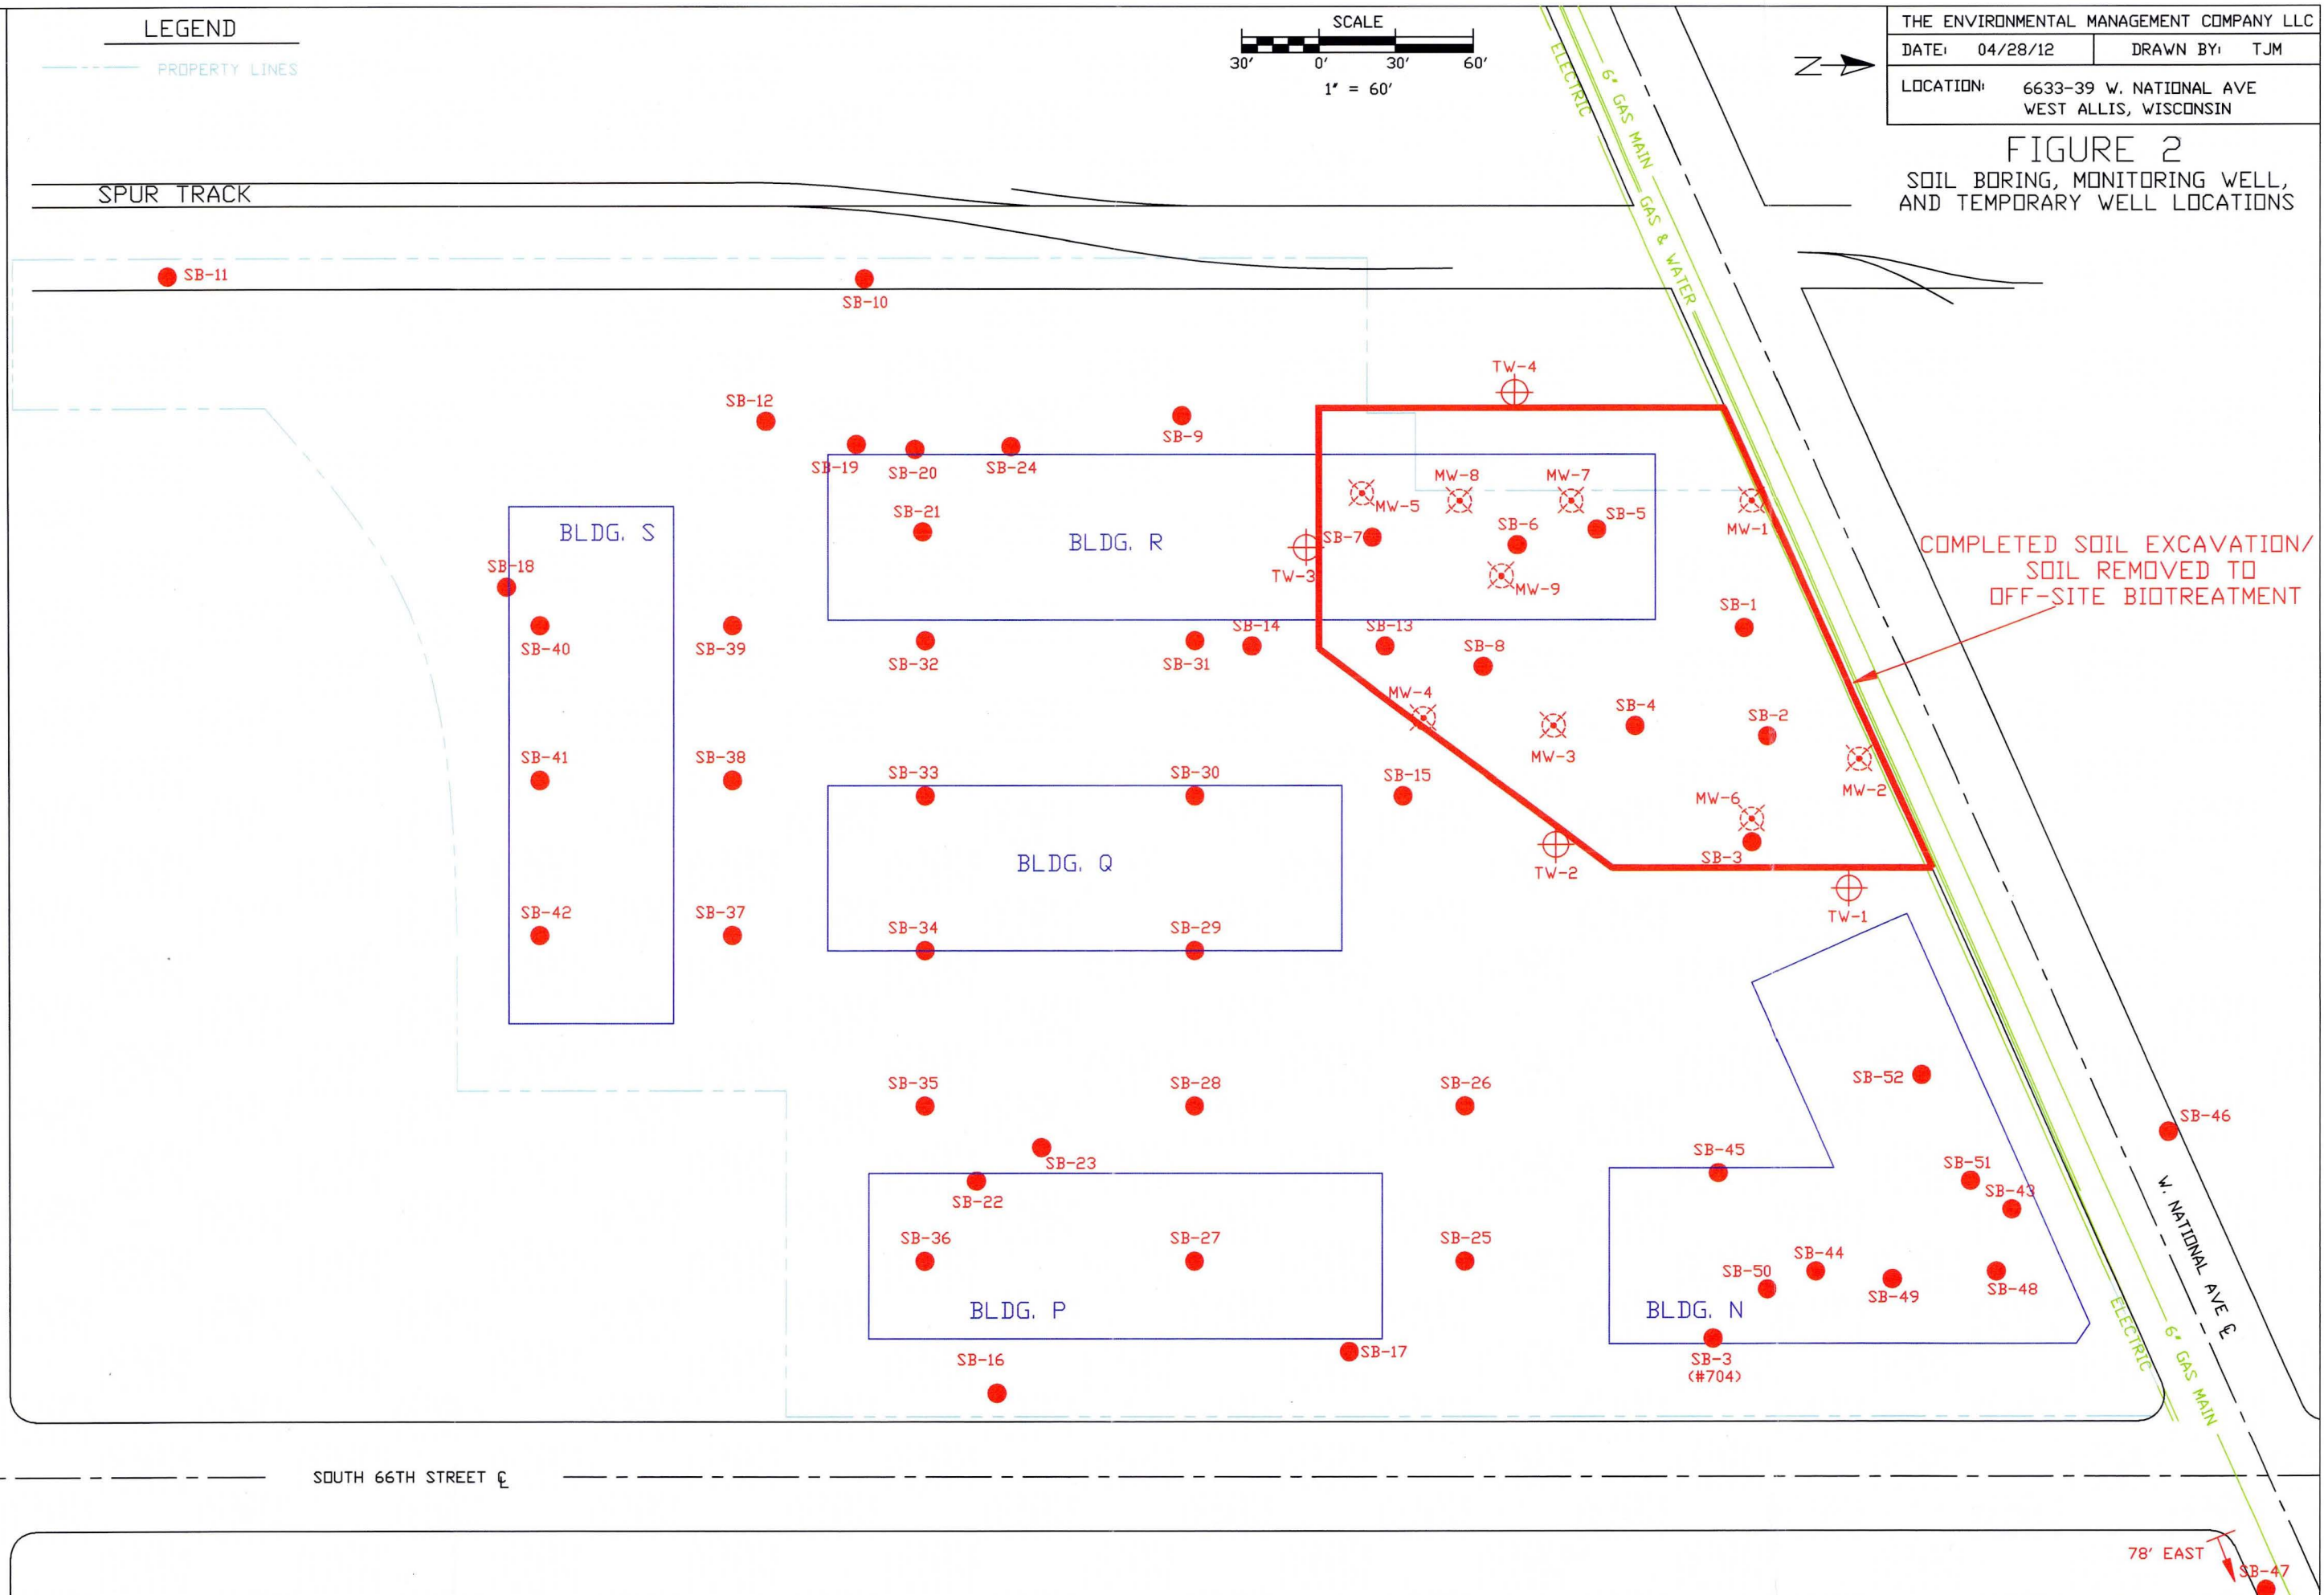 LEGEND
PROPERTY LINES
SCALE
30' 0' 30' 60'
1" = 60'
N
THE ENVIRONMENTAL MANAGEMENT COMPANY LLC
DATE: 04/28/12 DRAWN BY: TJM
LOCATION: 6633-39 W. NATIONAL AVE
WEST ALLIS, WISCONSIN
FIGURE 2
SOIL BORING, MONITORING WELL,
AND TEMPORARY WELL LOCATIONS
ELECTRIC
6" GAS MAIN
GAS & WATER
SPUR TRACK
SB-11
SB-10
TW-4
SB-12
SB-9
SB-19
SB-20
SB-24
MW-8
MW-7
MW-5
MW-1
SB-21
SB-5
SB-6
SB-7
BLDG. S
BLDG. R
COMPLETED SOIL EXCAVATION/
SOIL REMOVED TO
OFF-SITE BIOTREATMENT
SB-18
TW-3
MW-9
SB-1
SB-14
SB-13
SB-40
SB-39
SB-32
SB-31
SB-8
MW-4
SB-4
SB-2
SB-41
SB-38
MW-3
SB-33
SB-30
SB-15
MW-2
MW-6
SB-3
BLDG. Q
TW-2
SB-42
SB-37
TW-1
SB-34
SB-29
SB-35
SB-28
SB-26
SB-52
SB-46
SB-23
SB-45
SB-51
SB-22
SB-43
W. NATIONAL AVE ℄
SB-36
SB-27
SB-25
SB-44
SB-50
SB-49
SB-48
BLDG. P
BLDG. N
ELECTRIC
6" GAS MAIN
SB-16
SB-17
SB-3
(#704)
SOUTH 66TH STREET ℄
78' EAST
SB-47